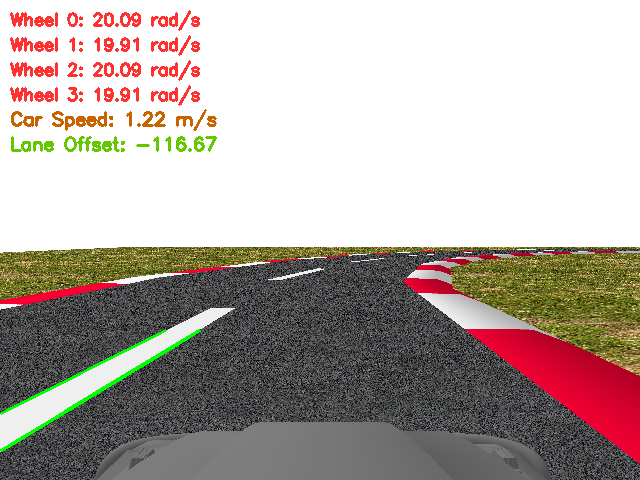 Wheel 0: 20.09 rad/s
Wheel 1: 19.91 rad/s
Wheel 2: 20.09 rad/s
Wheel 3: 19.91 rad/s
Car Speed: 1.22 m/s
Lane Offset: -116.67